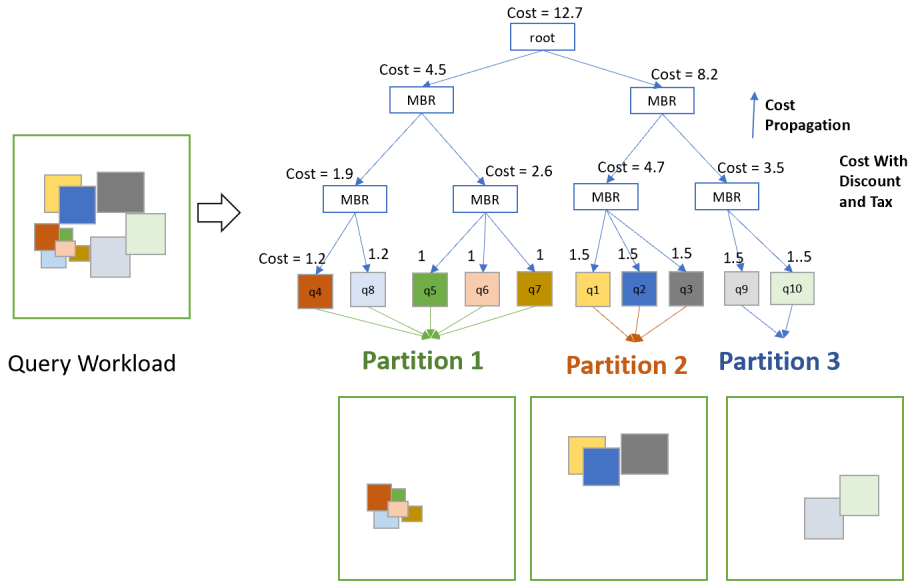 Cost = 12.7
root
Cost = 4.5
Cost = 8.2
MBR
MBR
Cost
Propagation
Cost With
Discount
and Tax
Cost = 1.9
Cost = 2.6
Cost = 4.7
Cost = 3.5
MBR
MBR
MBR
MBR
Cost = 1.2
1.2
1
1
1
1.5
1.5
1.5
1.5
1..5
q4
q8
q5
q6
q7
q1
q2
q3
q9
q10
Query Workload
Partition 1
Partition 2
Partition 3